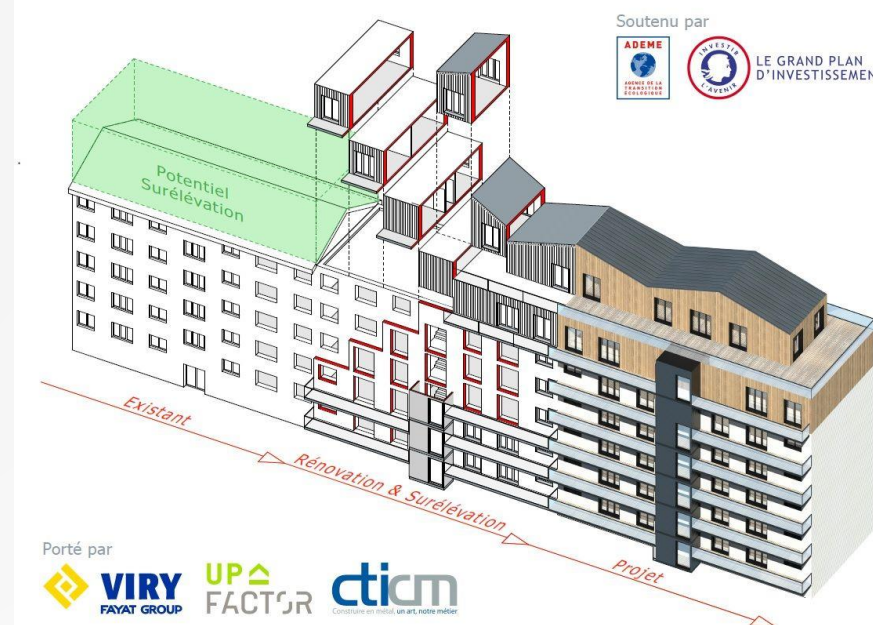 Soutenu par
ADEME
AGENCE DE LA
TRANSITION
ÉCOLOGIQUE
INVESTIR
L'AVENIR
LE GRAND PLAN
D'INVESTISSEMEN
Potentiel
Surélévation
Existant
Rénovation & Surélévation
Projet
Porté par
VIRY
FAYAT GROUP
UP
FACTOR
cticm
Construire en métal, un art, notre métier